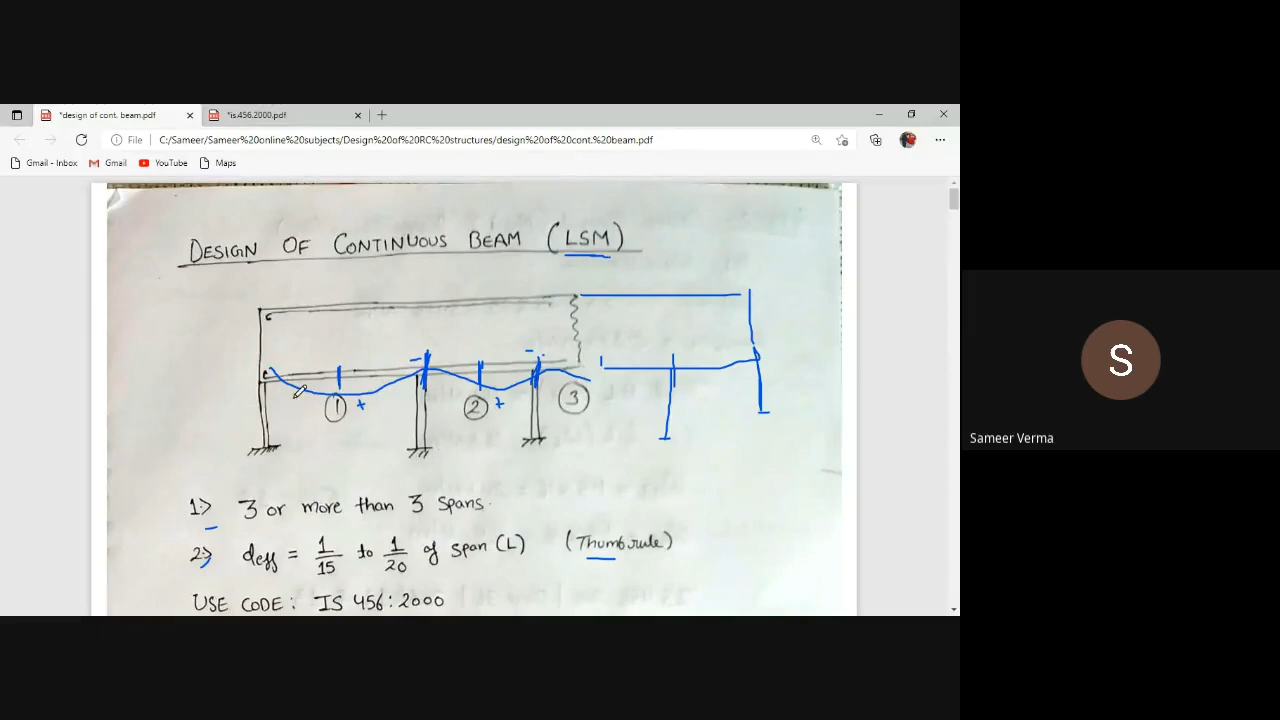 *design of cont. beam.pdf
*is.456.2000.pdf
File C:/Sameer/Sameer%20online%20subjects/Design%20of%20RC%20structures/design%20of%20cont.%20beam.pdf
Gmail - Inbox Gmail YouTube Maps
DESIGN OF CONTINUOUS BEAM (LSM)
- -
1 + 2 + 3
1> 3 or more than 3 spans.
2> deff = 1/15 to 1/20 of span (L) (Thumbrule)
USE CODE: IS 456:2000
S
Sameer Verma